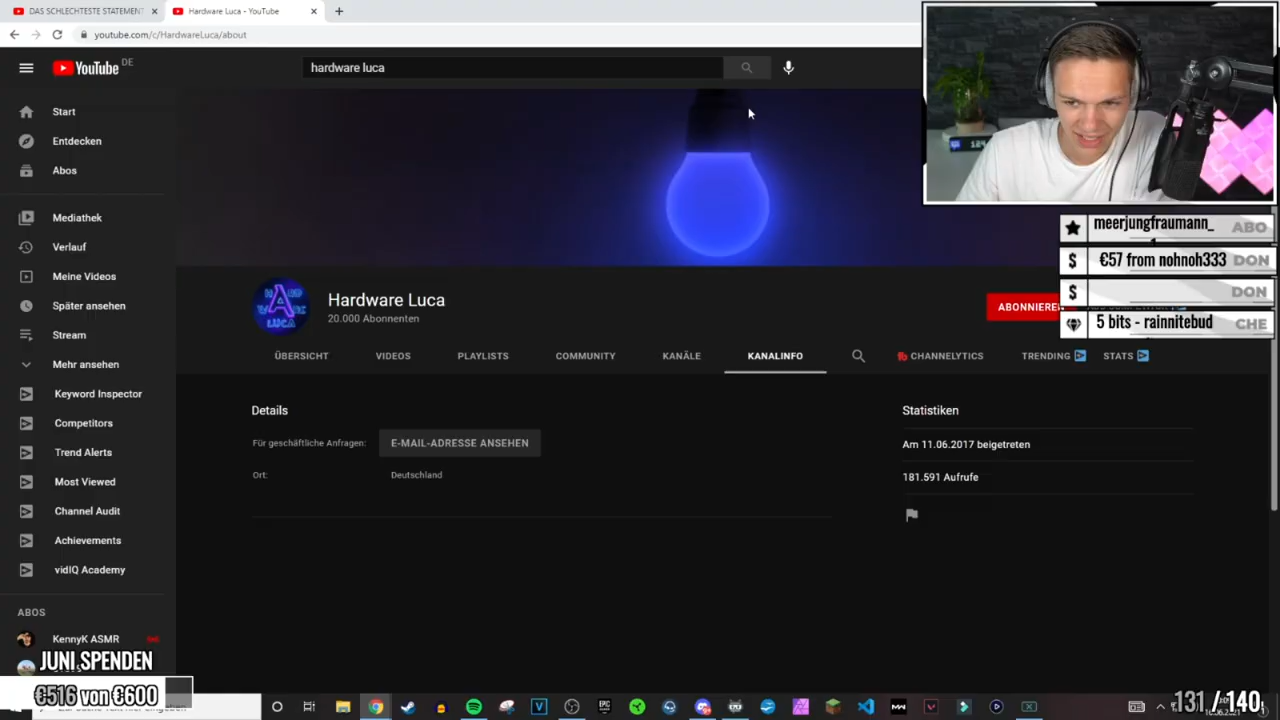 DAS SCHLECHTESTE STATEMENT
Hardware Luca - YouTube
youtube.com/c/HardwareLuca/about
YouTube DE
hardware luca
Start
Entdecken
Abos
Mediathek
Verlauf
Meine Videos
Später ansehen
Stream
Mehr ansehen
Keyword Inspector
Competitors
Trend Alerts
Most Viewed
Channel Audit
Achievements
vidIQ Academy
ABOS
KennyK ASMR
JUNI SPENDEN
€516 von €600
HARD
WARE
LUCA
Hardware Luca
20.000 Abonnenten
ABONNIEREN
ÜBERSICHT VIDEOS PLAYLISTS COMMUNITY KANÄLE KANALINFO CHANNELYTICS TRENDING STATS
Details
Für geschäftliche Anfragen: E-MAIL-ADRESSE ANSEHEN
Ort: Deutschland
Statistiken
Am 11.06.2017 beigetreten
181.591 Aufrufe
meerjungfraumann_ ABO
€57 from nohnoh333 DON
DON
5 bits - rainnitebud CHE
131 / 140